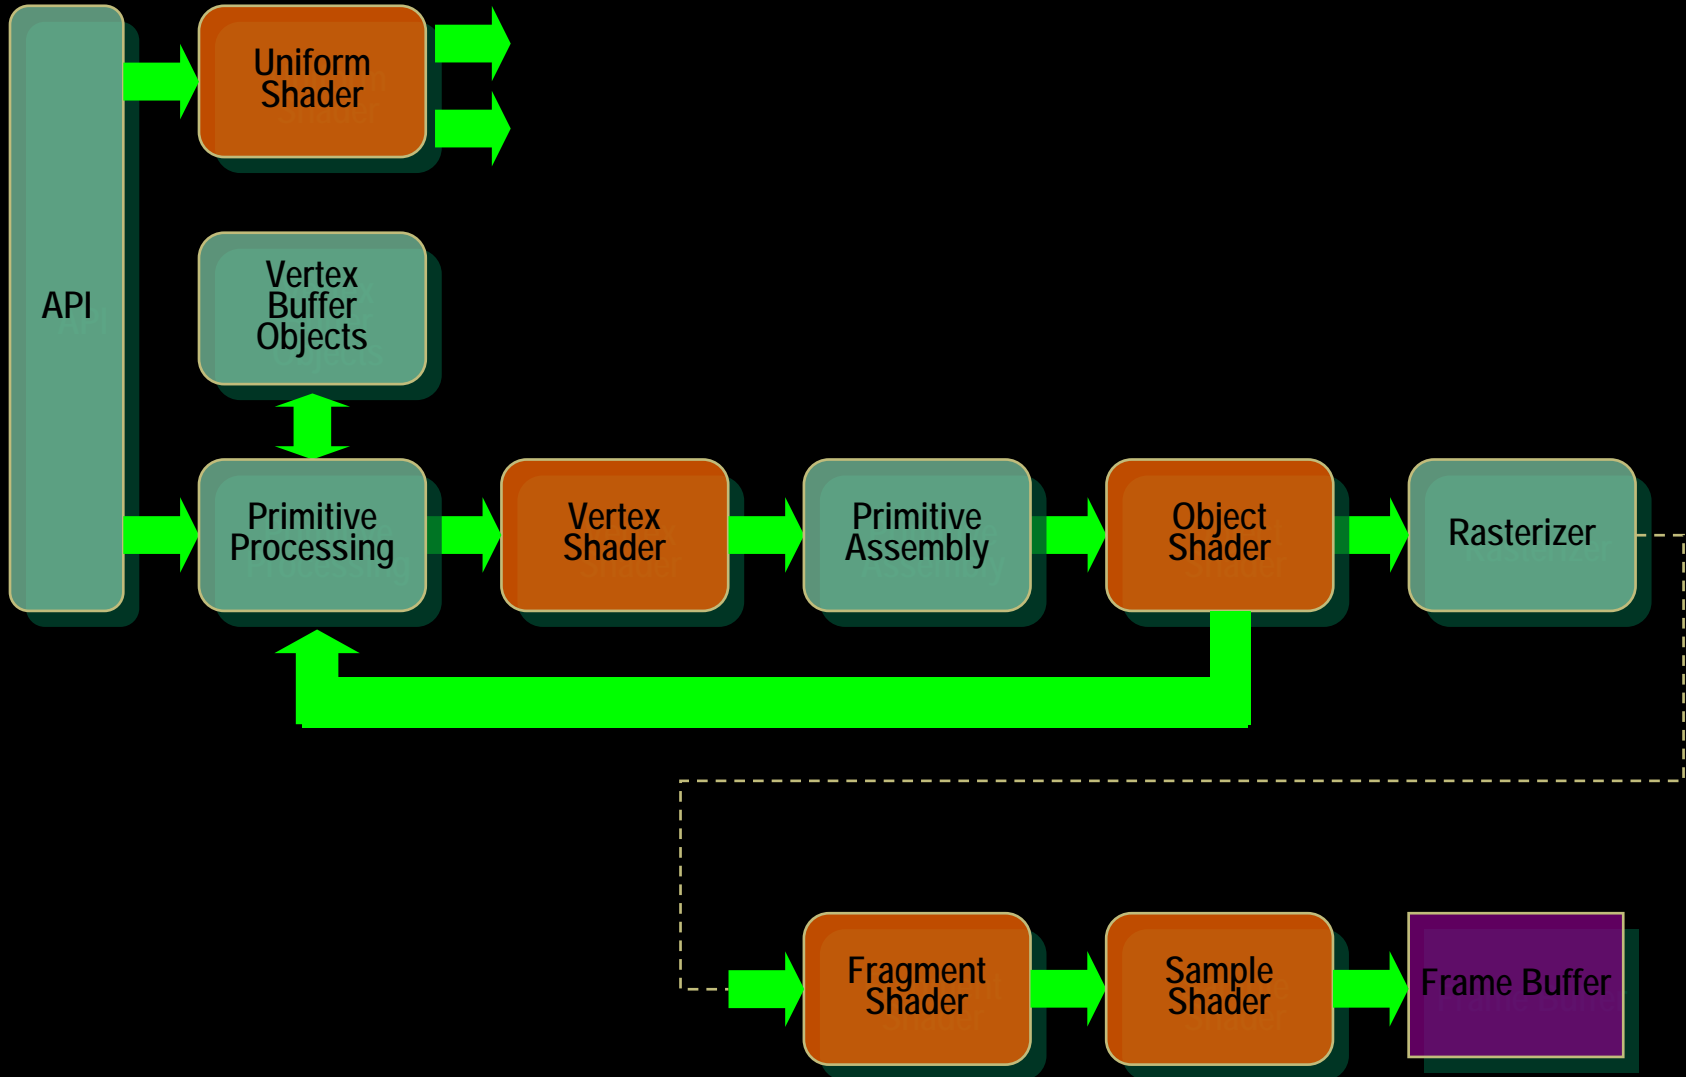 Uniform
Shader
Vertex
Buffer
Objects
API
Primitive
Processing
Vertex
Shader
Primitive
Assembly
Object
Shader
Rasterizer
Fragment
Shader
Sample
Shader
Frame Buffer